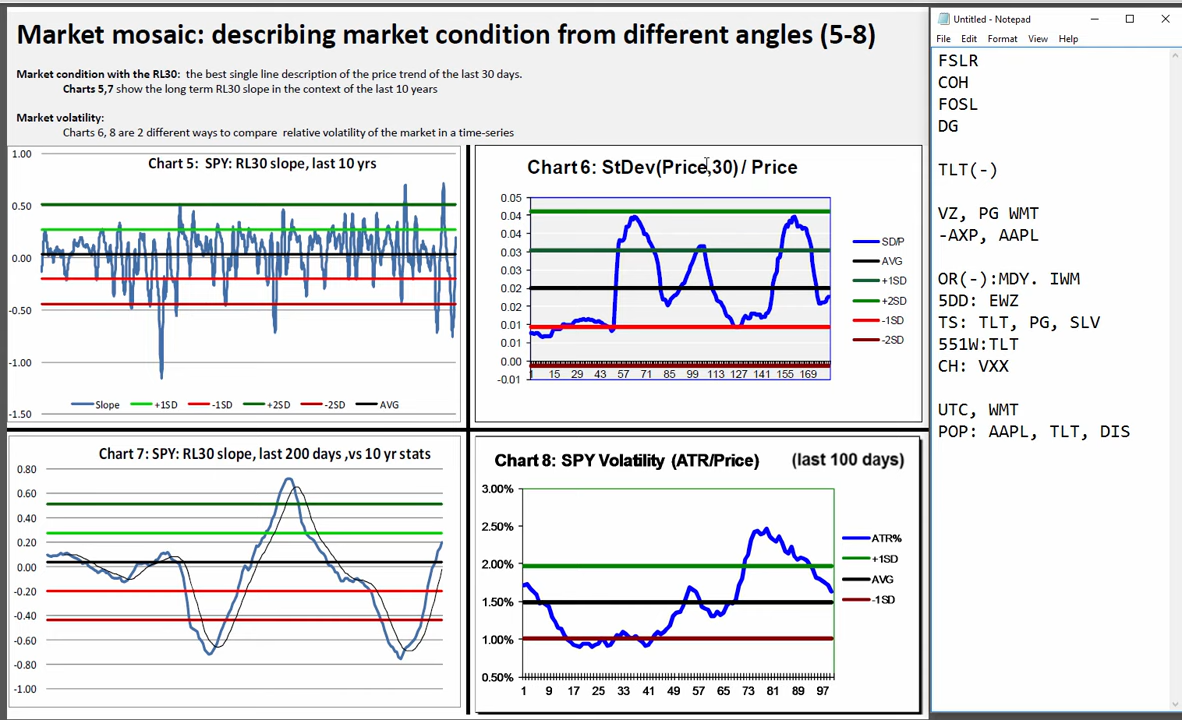 Market mosaic: describing market condition from different angles (5-8)
Market condition with the RL30: the best single line description of the price trend of the last 30 days.
Charts 5,7 show the long term RL30 slope in the context of the last 10 years
Market volatility:
Charts 6, 8 are 2 different ways to compare relative volatility of the market in a time-series
Chart 5: SPY: RL30 slope, last 10 yrs
1.00
0.50
0.00
-0.50
-1.00
-1.50
Slope +1SD -1SD +2SD -2SD AVG
Chart 6: StDev(Price,30) / Price
0.05
0.04
0.04
0.03
0.03
0.02
0.02
0.01
0.01
0.00
-0.01
1 15 29 43 57 71 85 99 113 127 141 155 169
SD/P
AVG
+1SD
+2SD
-1SD
-2SD
Chart 7: SPY: RL30 slope, last 200 days ,vs 10 yr stats
0.80
0.60
0.40
0.20
0.00
-0.20
-0.40
-0.60
-0.80
-1.00
Chart 8: SPY Volatility (ATR/Price) (last 100 days)
3.00%
2.50%
2.00%
1.50%
1.00%
0.50%
1 9 17 25 33 41 49 57 65 73 81 89 97
ATR%
+1SD
AVG
-1SD
Untitled - Notepad
File Edit Format View Help
FSLR
COH
FOSL
DG
TLT(-)
VZ, PG WMT
-AXP, AAPL
OR(-):MDY. IWM
5DD: EWZ
TS: TLT, PG, SLV
551W:TLT
CH: VXX
UTC, WMT
POP: AAPL, TLT, DIS